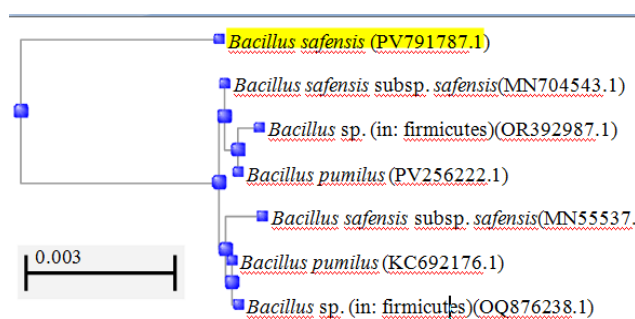 Bacillus safensis (PV791787.1)
Bacillus safensis subsp. safensis(MN704543.1)
Bacillus sp. (in: firmicutes)(OR392987.1)
Bacillus pumilus (PV256222.1)
Bacillus safensis subsp. safensis(MN55537.
Bacillus pumilus (KC692176.1)
Bacillus sp. (in: firmicutes)(OQ876238.1)
0.003